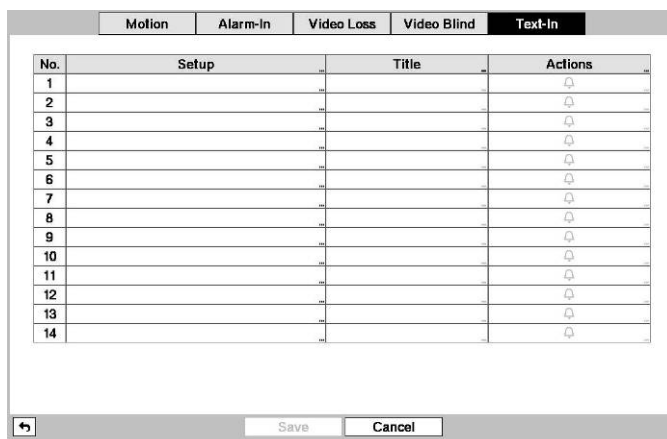 Motion Alarm-In Video Loss Video Blind Text-In
No. Setup ... Title ... Actions ...
1 ... ... ...
2 ... ... ...
3 ... ... ...
4 ... ... ...
5 ... ... ...
6 ... ... ...
7 ... ... ...
8 ... ... ...
9 ... ... ...
10 ... ... ...
11 ... ... ...
12 ... ... ...
13 ... ... ...
14 ... ... ...
Save Cancel